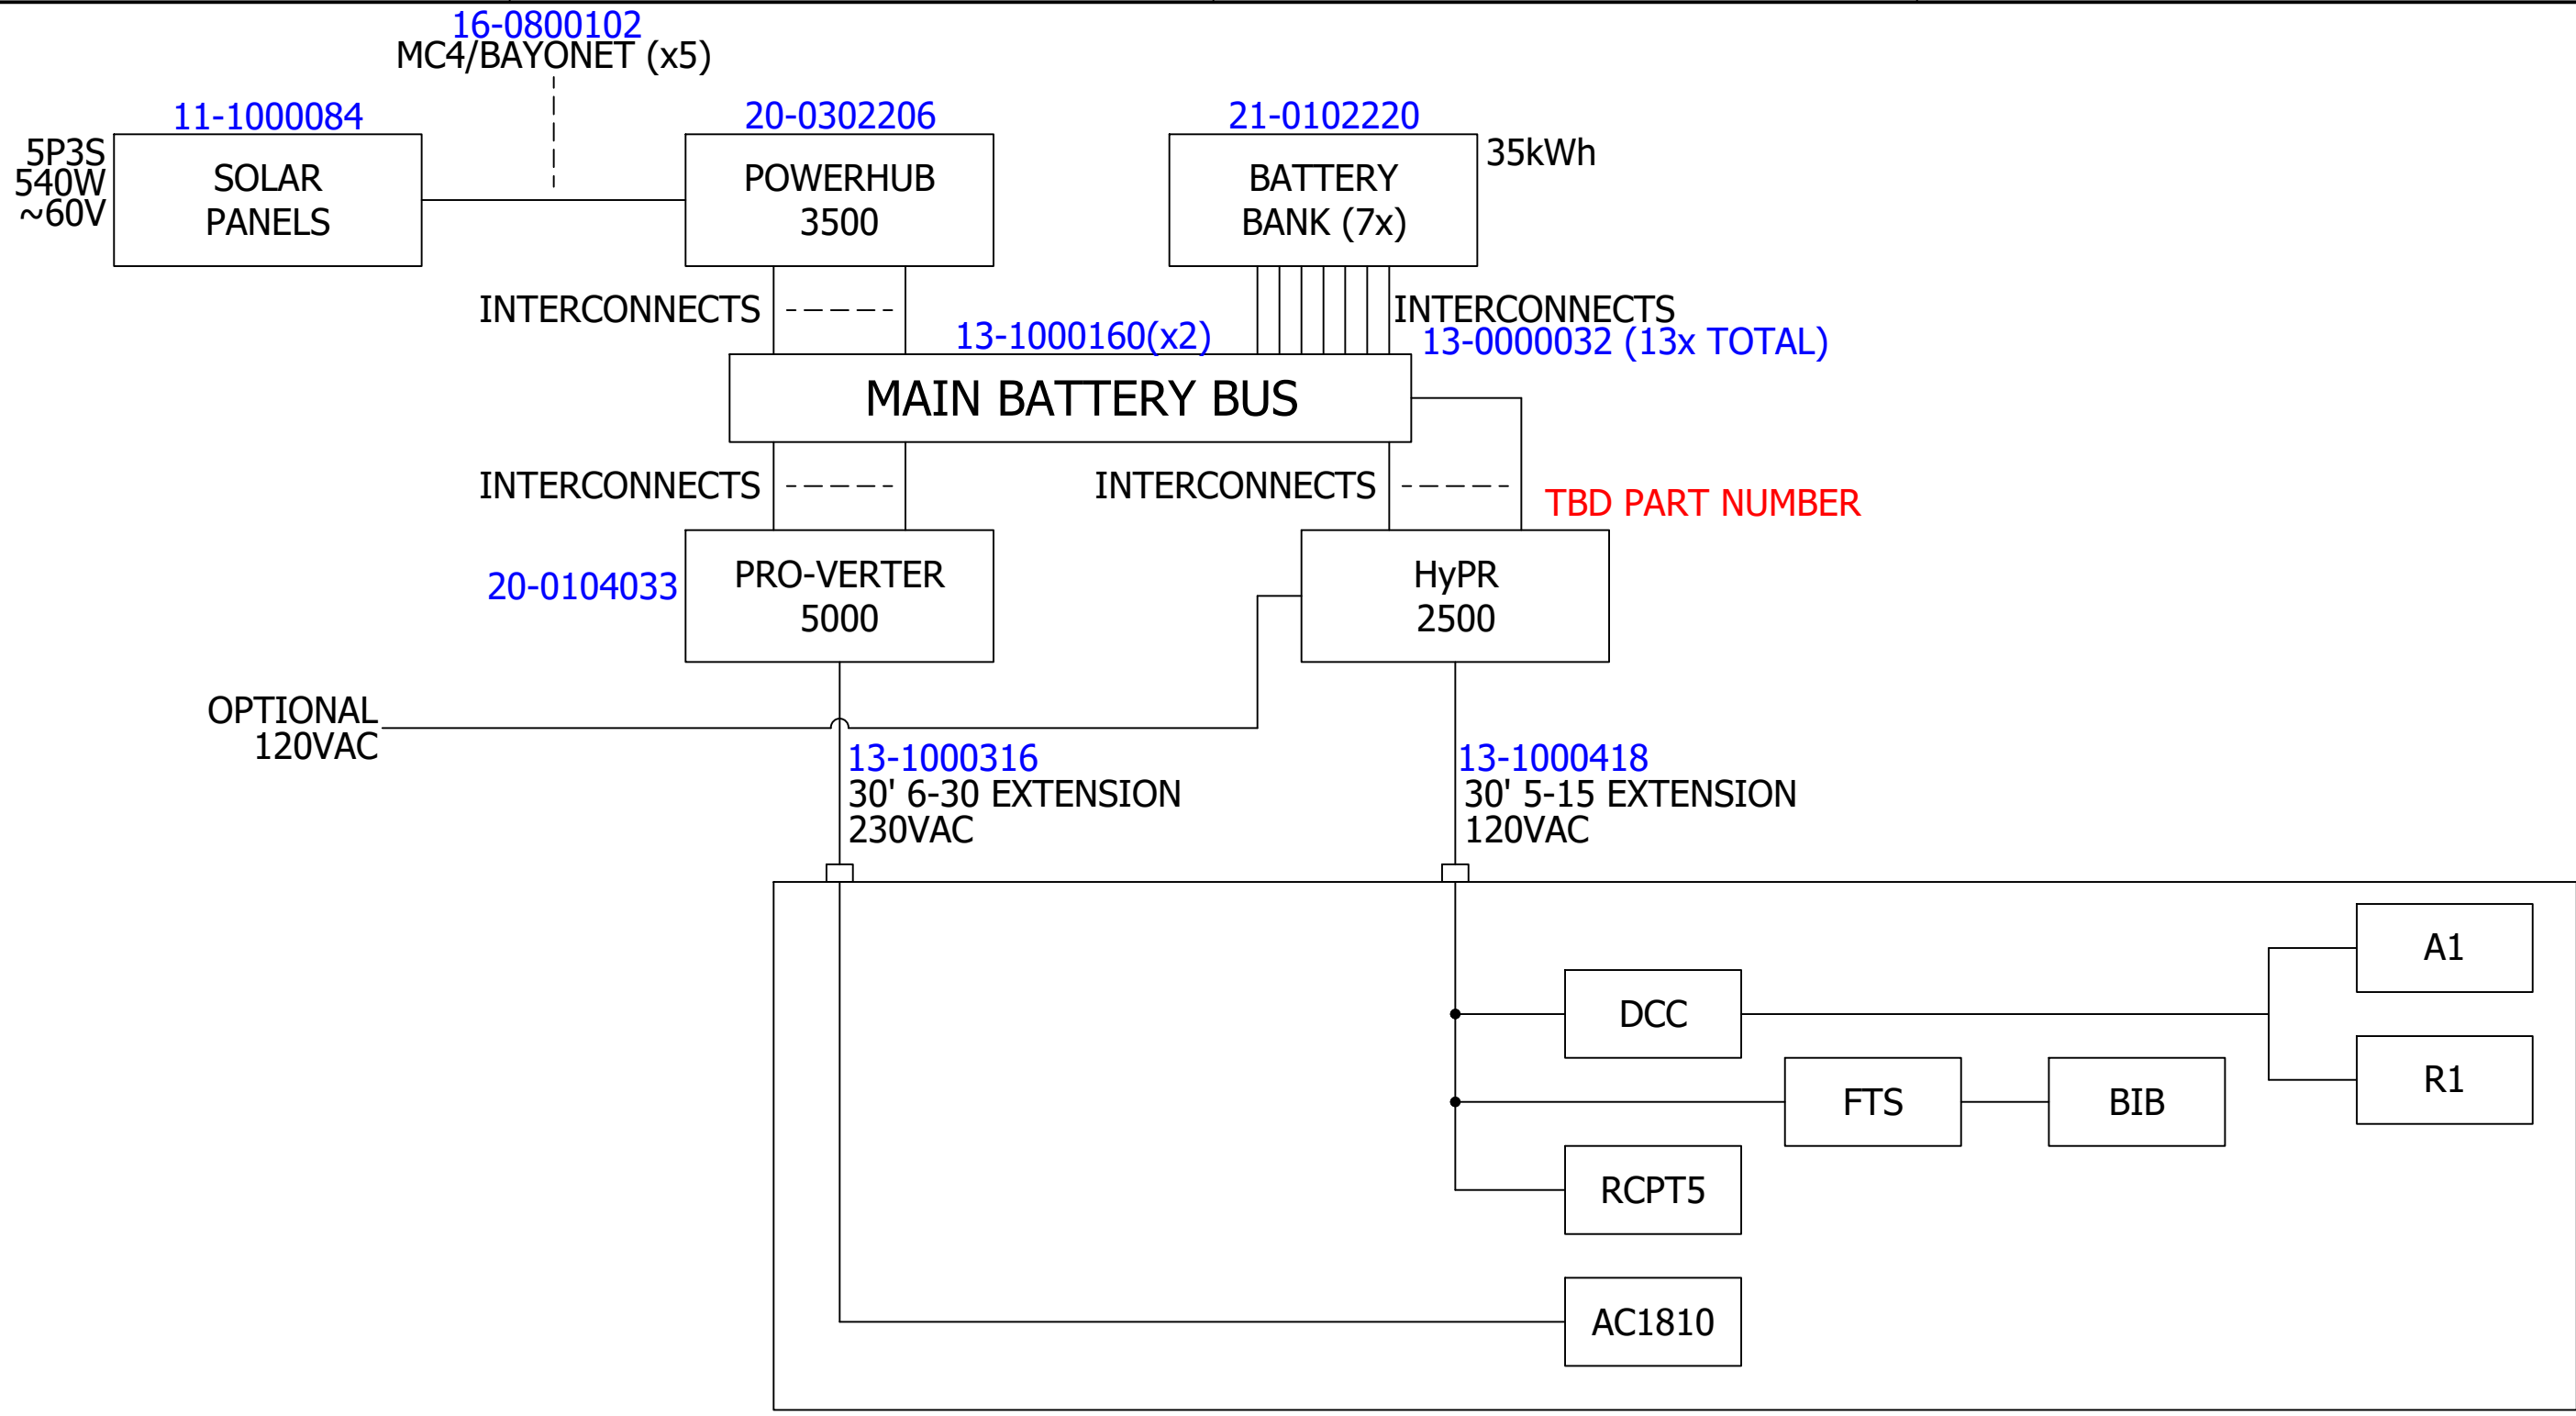 16-0800102
MC4/BAYONET (x5)
11-1000084
20-0302206
21-0102220
5P3S
540W
~60V
SOLAR
PANELS
POWERHUB
3500
BATTERY
BANK (7x)
35kWh
INTERCONNECTS
INTERCONNECTS
13-1000160(x2)
13-0000032 (13x TOTAL)
MAIN BATTERY BUS
INTERCONNECTS
INTERCONNECTS
TBD PART NUMBER
20-0104033
PRO-VERTER
5000
HyPR
2500
OPTIONAL
120VAC
13-1000316
30' 6-30 EXTENSION
230VAC
13-1000418
30' 5-15 EXTENSION
120VAC
A1
DCC
R1
FTS
BIB
RCPT5
AC1810